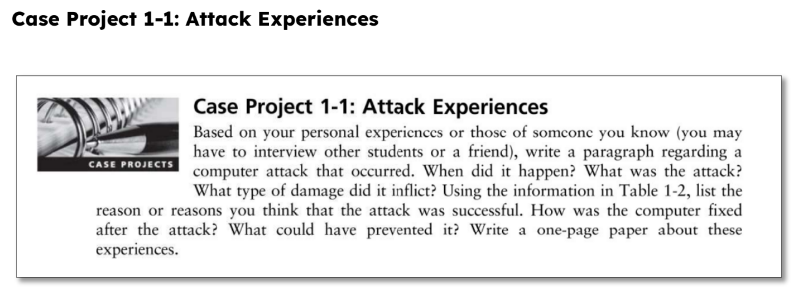 Case Project 1-1: Attack Experiences
Case Project 1-1: Attack Experiences
Based on your personal experiences or those of someone you know (you may
have to interview other students or a friend), write a paragraph regarding a
computer attack that occurred. When did it happen? What was the attack?
CASE PROJECTS
What type of damage did it inflict? Using the information in Table 1-2, list the
reason or reasons you think that the attack was successful. How was the computer fixed
after the attack? What could have prevented it? Write a one-page paper about these
experiences.